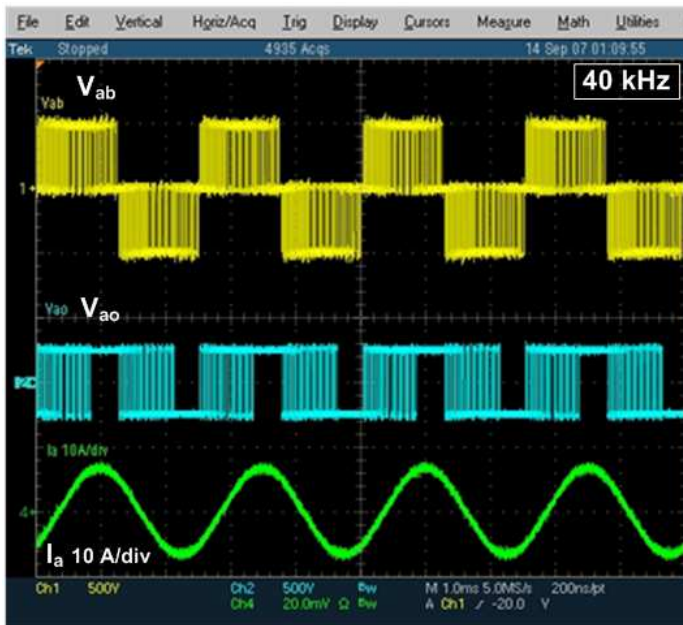 File Edit Vertical Horiz/Acq Trig Display Cursors Measure Math Utilities
Tek Stopped 4935 Acqs 14 Sep 07 01:09:55
Vab
40 kHz
Vab
1
Vao
Vao
Ia 10A/div
4
Ia 10 A/div
Ch1 500V Ch2 500V Bw M 1.0ms 5.0MS/s 200ns/pt
Ch4 20.0mV Ω Bw A Ch1 / -20.0 V